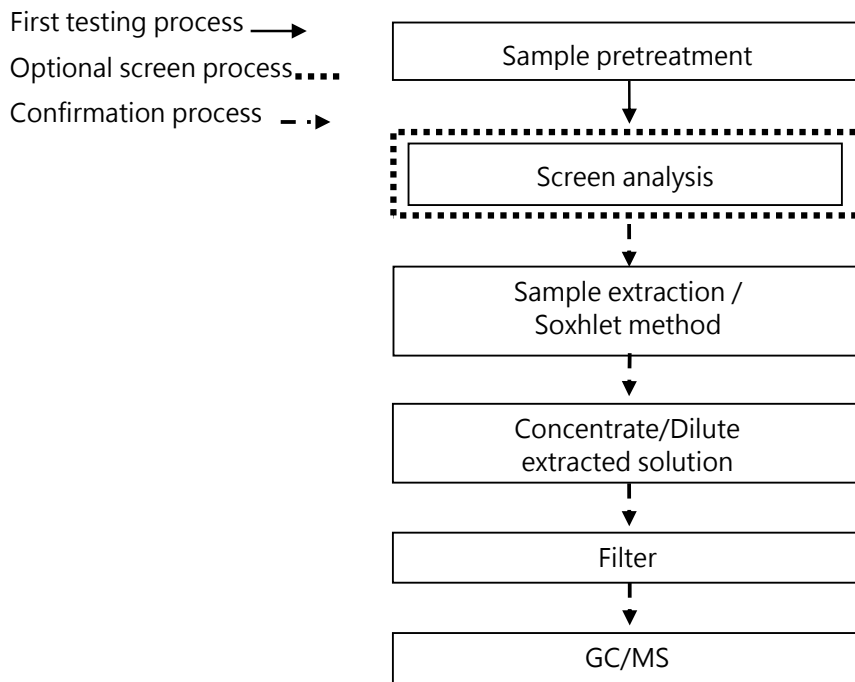 First testing process
Optional screen process
Confirmation process
Sample pretreatment
Screen analysis
Sample extraction /
Soxhlet method
Concentrate/Dilute
extracted solution
Filter
GC/MS